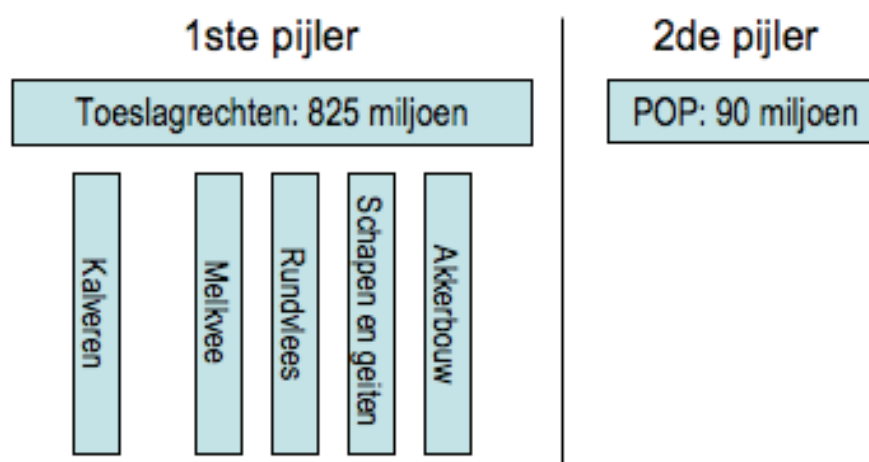 1ste pijler
2de pijler
Toeslagrechten: 825 miljoen
POP: 90 miljoen
Kalveren
Melkvee
Rundvlees
Schapen en geiten
Akkerbouw